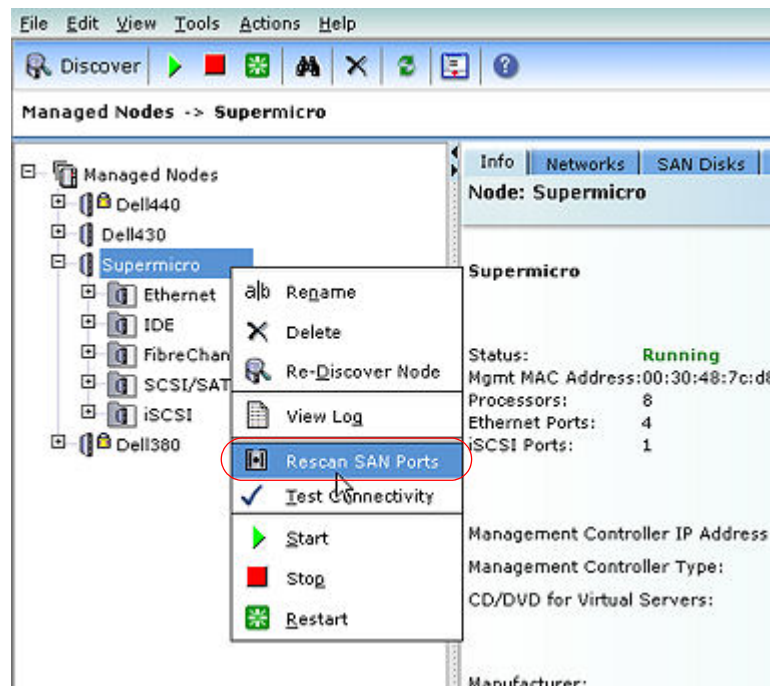 File Edit View Tools Actions Help
Discover
Managed Nodes -> Supermicro
Managed Nodes
Dell440
Dell430
Supermicro
Ethernet
IDE
FibreChan
SCSI/SAT
iSCSI
Dell380
a|b Rename
Delete
Re-Discover Node
View Log
Rescan SAN Ports
Test Connectivity
Start
Stop
Restart
Info Networks SAN Disks
Node: Supermicro
Supermicro
Status: Running
Mgmt MAC Address:00:30:48:7c:d8
Processors: 8
Ethernet Ports: 4
iSCSI Ports: 1
Management Controller IP Address
Management Controller Type:
CD/DVD for Virtual Servers:
Manufacturer: